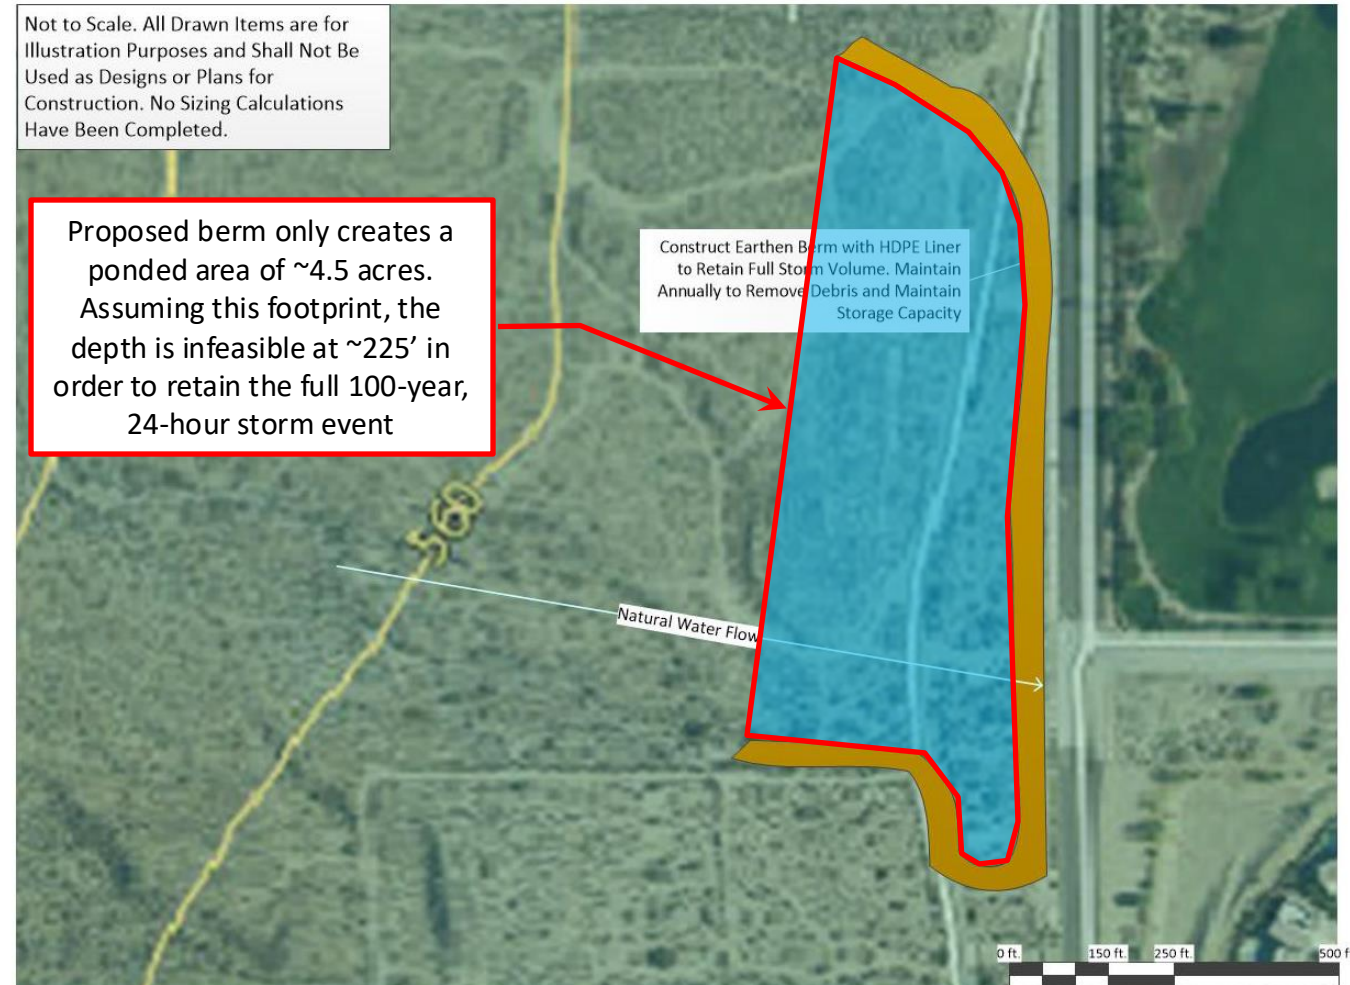 Not to Scale. All Drawn Items are for
Illustration Purposes and Shall Not Be
Used as Designs or Plans for
Construction. No Sizing Calculations
Have Been Completed.
Proposed berm only creates a
ponded area of ~4.5 acres.
Assuming this footprint, the
depth is infeasible at ~225’ in
order to retain the full 100-year,
24-hour storm event
Construct Earthen Berm with HDPE Liner
to Retain Full Storm Volume. Maintain
Annually to Remove Debris and Maintain
Storage Capacity
560
Natural Water Flow
0 ft. 150 ft. 250 ft. 500 f